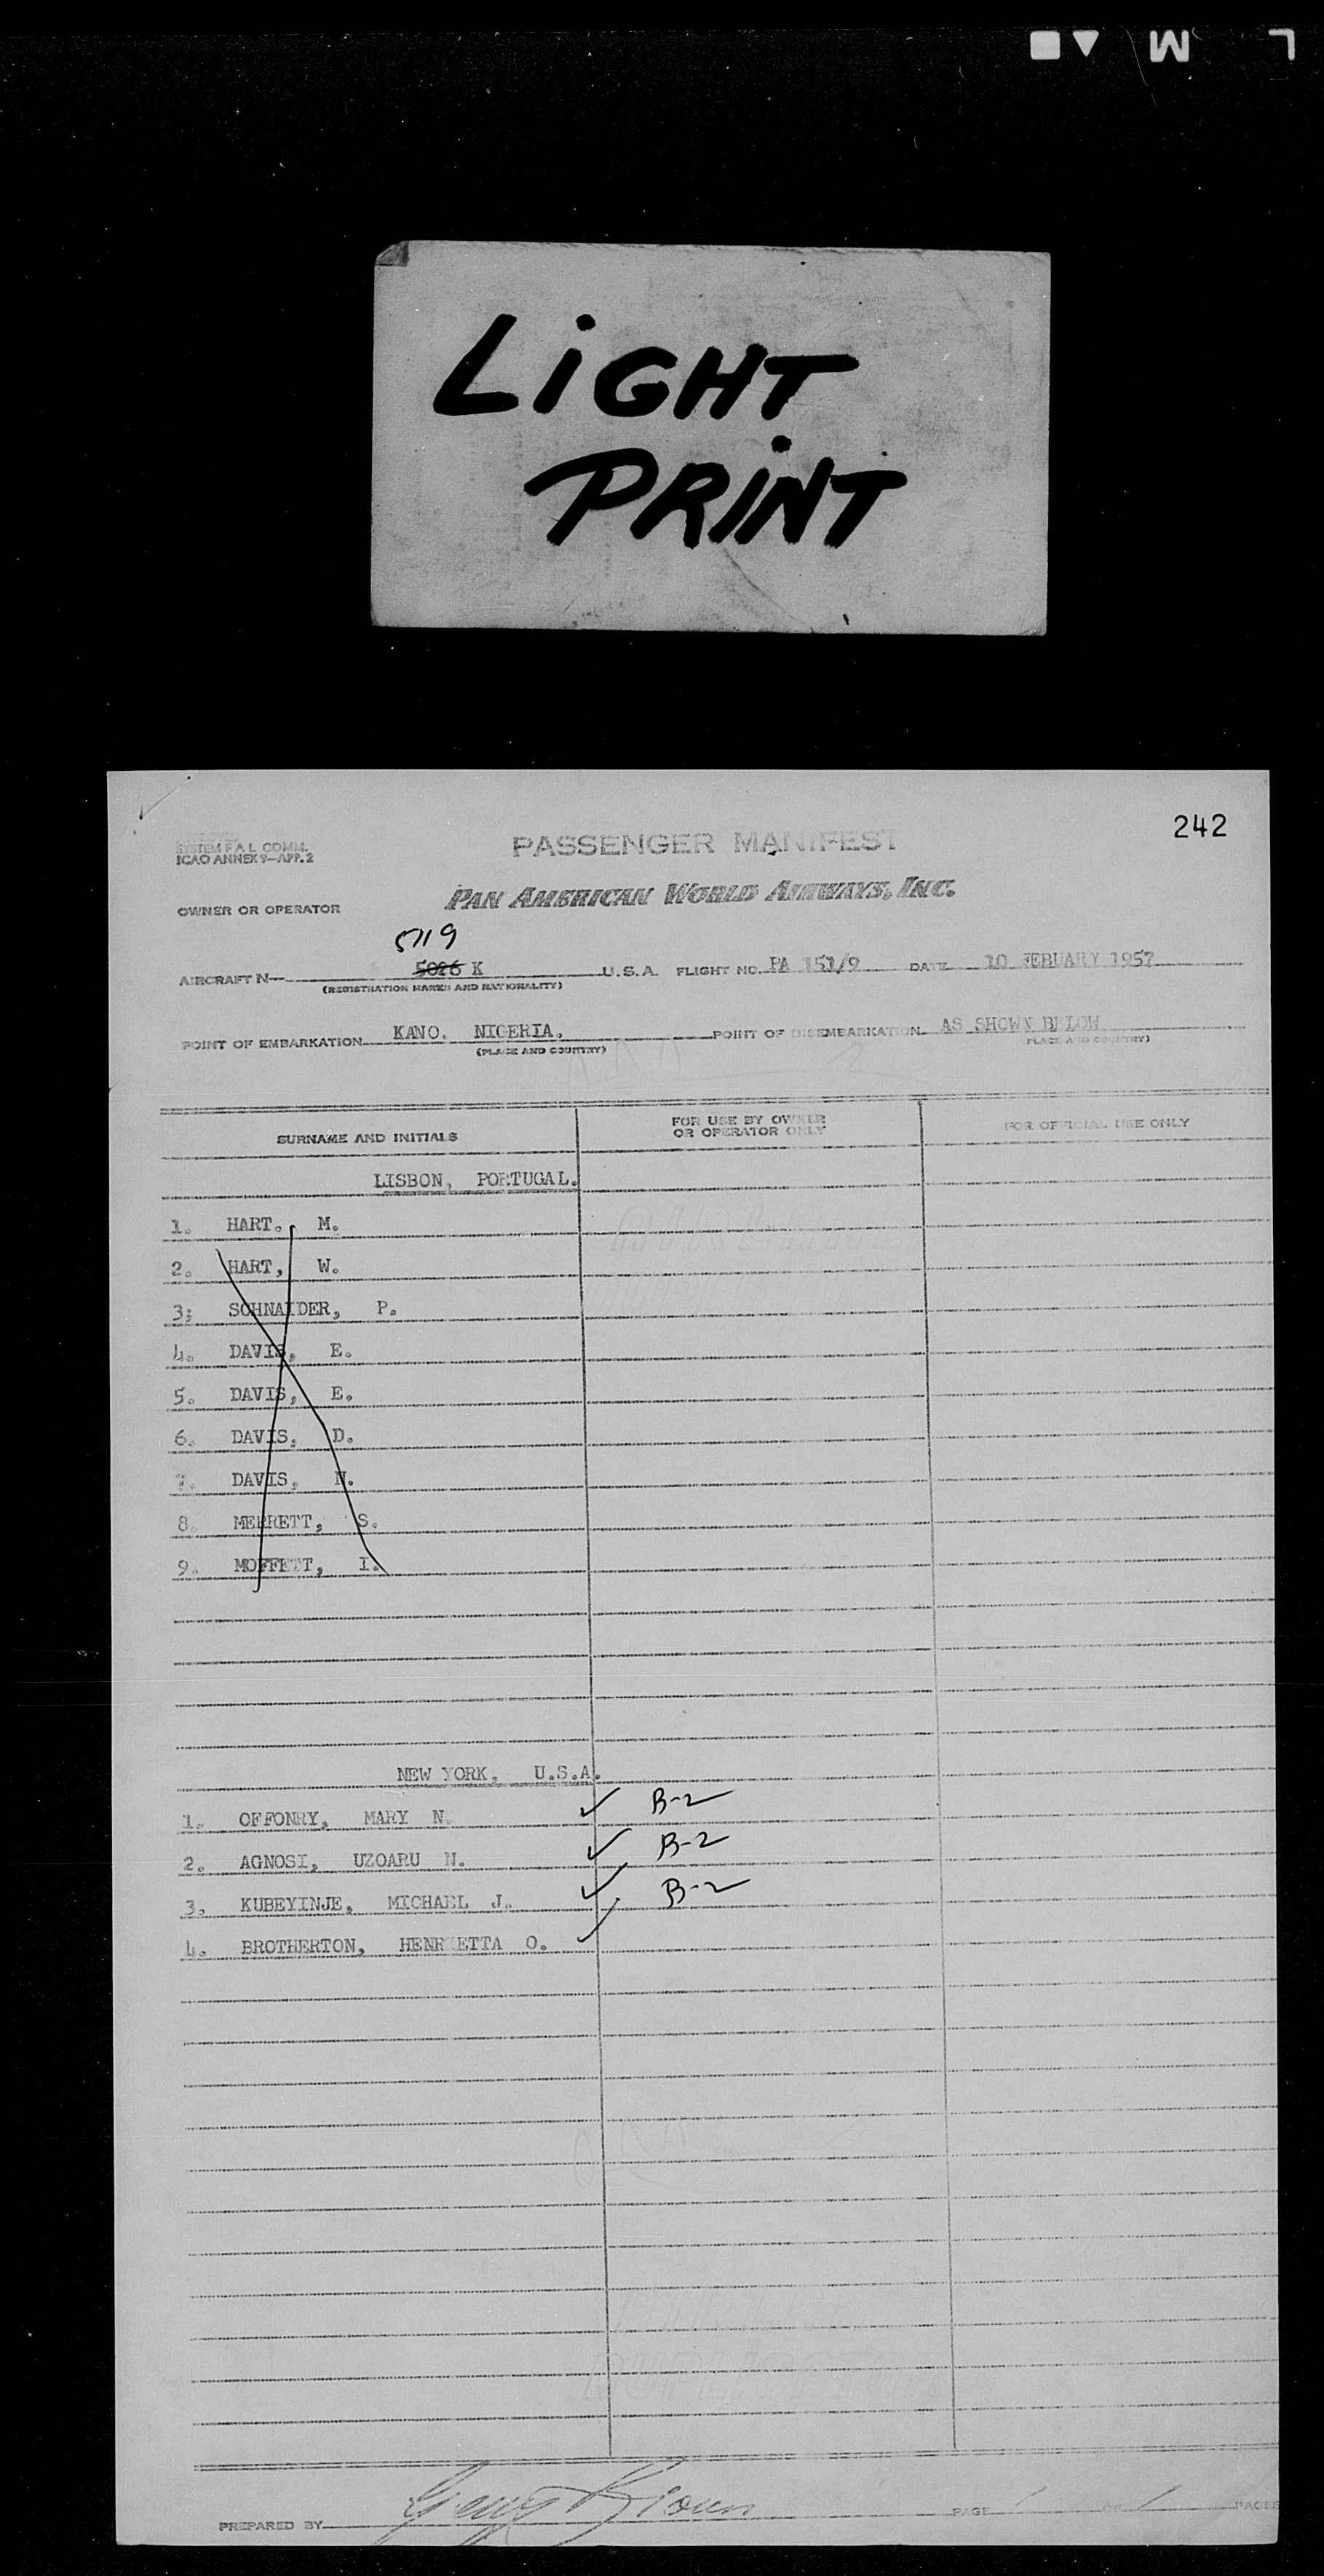 L M
LiGHT
PRiNT
242
SYSTEM F A L COMM.
ICAO ANNEX 9—APP. 2
PASSENGER MANIFEST
OWNER OR OPERATOR PAN AMERICAN WORLD AIRWAYS, INC.
5119
AIRCRAFT N— 5026 K U.S.A. FLIGHT NO. PA 151/9 DATE 10 FEBUARY 1957
(REGISTRATION MARKS AND NATIONALITY)
POINT OF EMBARKATION KANO. NIGERIA. POINT OF DISEMBARKATION AS SHOWN BELOW
(PLACE AND COUNTRY) (PLACE AND COUNTRY)
SURNAME AND INITIALS FOR USE BY OWNER OR OPERATOR ONLY FOR OFFICIAL USE ONLY
LISBON, PORTUGAL.
1. HART. M.
2. HART, W.
3; SCHNAIDER, P.
4. DAVIS, E.
5. DAVIS, E.
6. DAVIS, D.
7. DAVIS, N.
8. MERRETT, S.
9. MOFFETT, I.
NEW YORK, U.S.A.
1. OFFONRY, MARY N. ✓ B-2
2. AGNOSI, UZOARU N. ✓ B-2
3. KUBEYINJE, MICHAEL J. ✓ B-2
4. BROTHERTON, HENRIETTA O. ✓
PREPARED BY PAGE 1 OF 1 PAGES